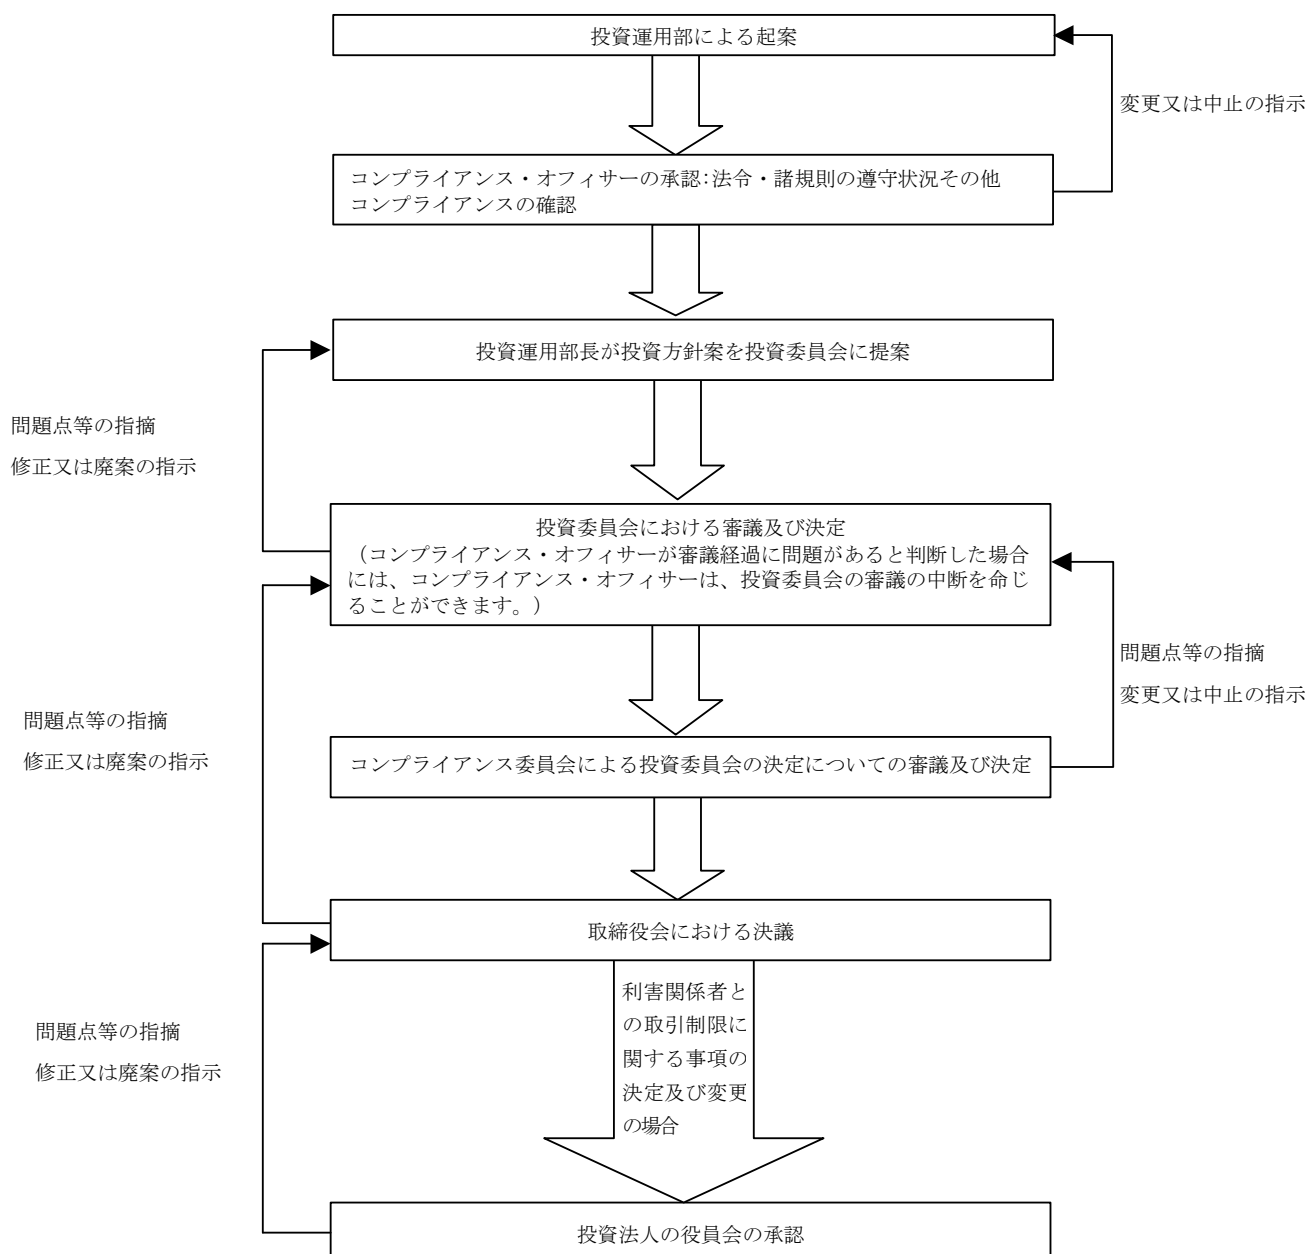 投資運用部による起案
変更又は中止の指示
コンプライアンス・オフィサーの承認:法令・諸規則の遵守状況その他
コンプライアンスの確認
投資運用部長が投資方針案を投資委員会に提案
問題点等の指摘
修正又は廃案の指示
投資委員会における審議及び決定
(コンプライアンス・オフィサーが審議経過に問題があると判断した場合
には、コンプライアンス・オフィサーは、投資委員会の審議の中断を命じ
ることができます。)
問題点等の指摘
変更又は中止の指示
問題点等の指摘
修正又は廃案の指示
コンプライアンス委員会による投資委員会の決定についての審議及び決定
取締役会における決議
利害関係者と
の取引制限に
関する事項の
決定及び変更
の場合
問題点等の指摘
修正又は廃案の指示
投資法人の役員会の承認